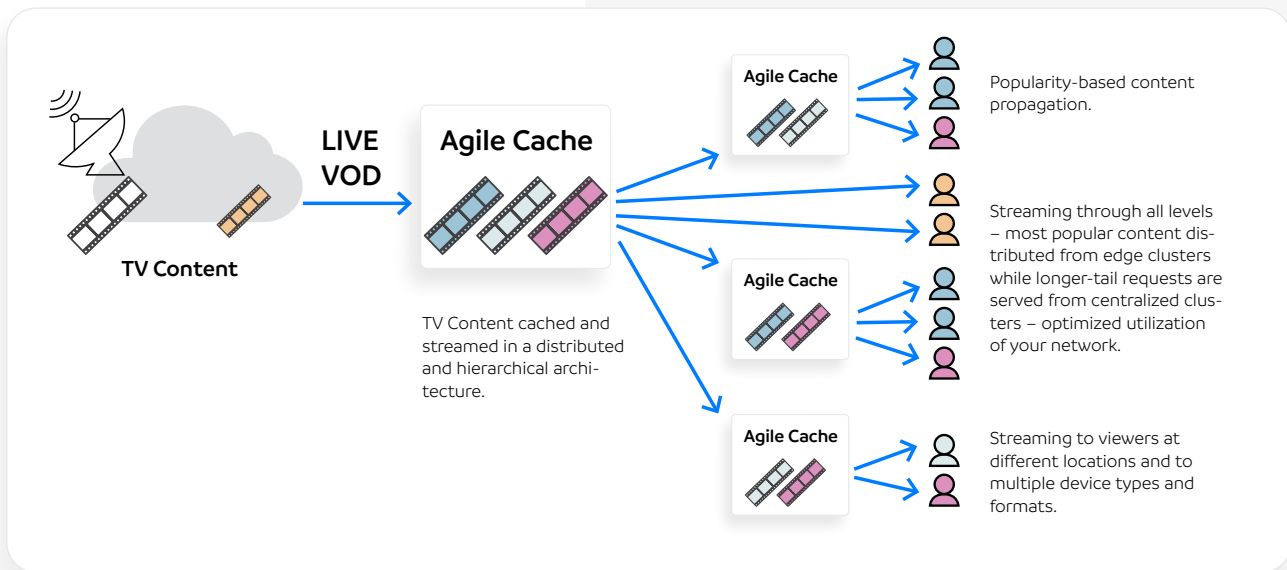 TV Content
LIVE
VOD
Agile Cache
TV Content cached and
streamed in a distributed
and hierarchical archi-
tecture.
Agile Cache
Popularity-based content
propagation.
Streaming through all levels
– most popular content dis-
tributed from edge clusters
while longer-tail requests are
served from centralized clus-
ters – optimized utilization
of your network.
Agile Cache
Agile Cache
Streaming to viewers at
different locations and to
multiple device types and
formats.